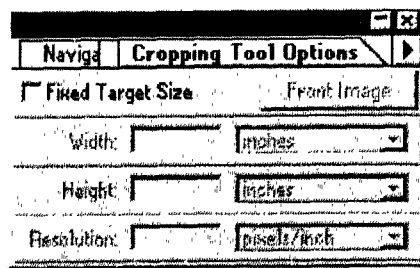 Naviga Cropping Tool Options
Fixed Target Size Front Image
Width: inches
Height: inches
Resolution: pixels/inch